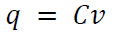 q = Cv